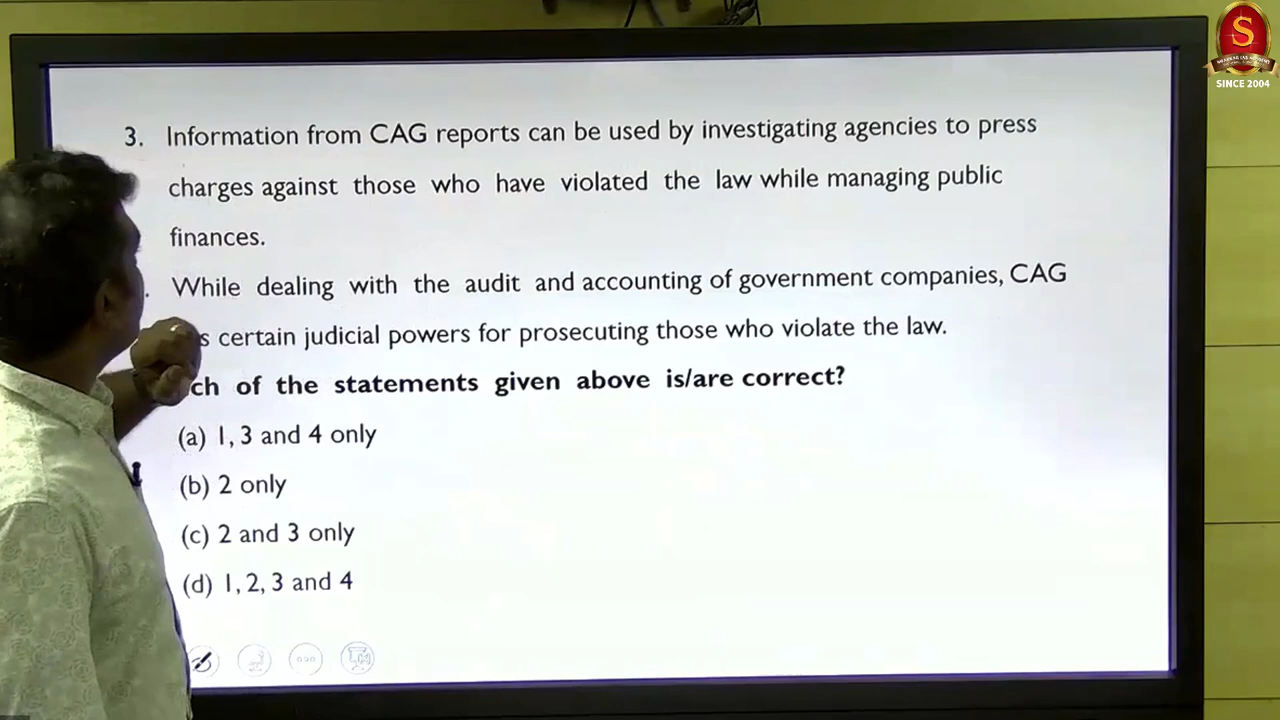 S
SINCE 2004
3. Information from CAG reports can be used by investigating agencies to press
charges against those who have violated the law while managing public
finances.
While dealing with the audit and accounting of government companies, CAG
certain judicial powers for prosecuting those who violate the law.
of the statements given above is/are correct?
(a) 1, 3 and 4 only
(b) 2 only
(c) 2 and 3 only
(d) 1, 2, 3 and 4